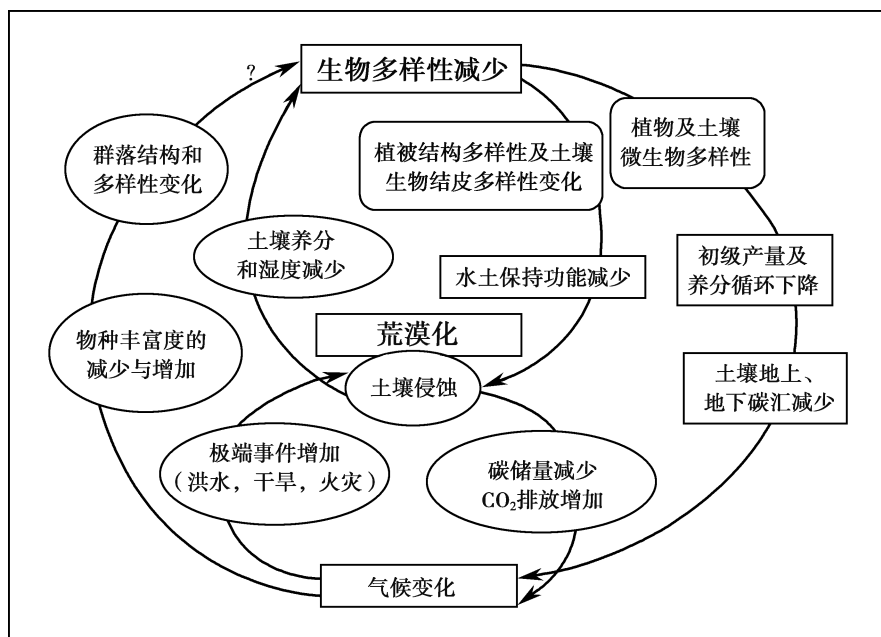 生物多样性减少
?
群落结构和
多样性变化
植被结构多样性及土壤
生物结皮多样性变化
植物及土壤
微生物多样性
土壤养分
和湿度减少
水土保持功能减少
初级产量及
养分循环下降
物种丰富度的
减少与增加
荒漠化
土壤侵蚀
土壤地上、
地下碳汇减少
极端事件增加
（洪水，干旱，火灾）
碳储量减少
CO₂排放增加
气候变化